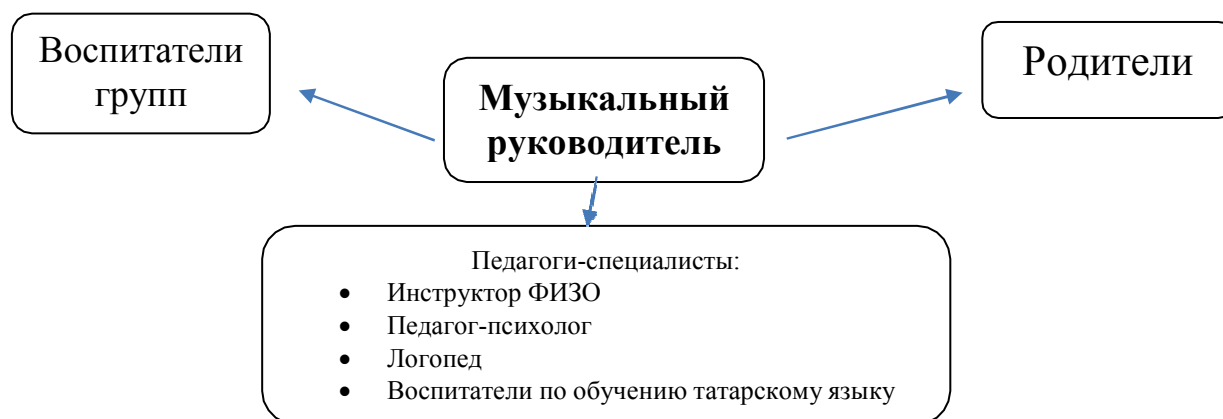 Воспитатели
групп
Музыкальный
руководитель
Родители
Педагоги-специалисты:
• Инструктор ФИЗО
• Педагог-психолог
• Логопед
• Воспитатели по обучению татарскому языку